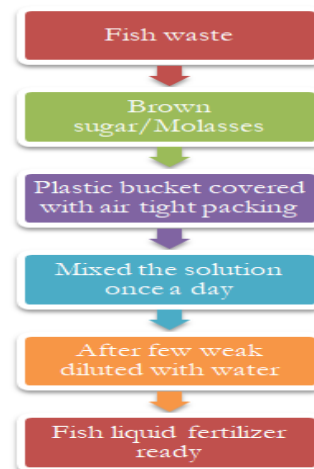 Fish waste
Brown
sugar/Molasses
Plastic bucket covered
with air tight packing
Mixed the solution
once a day
After few weak
diluted with water
Fish liquid fertilizer
ready